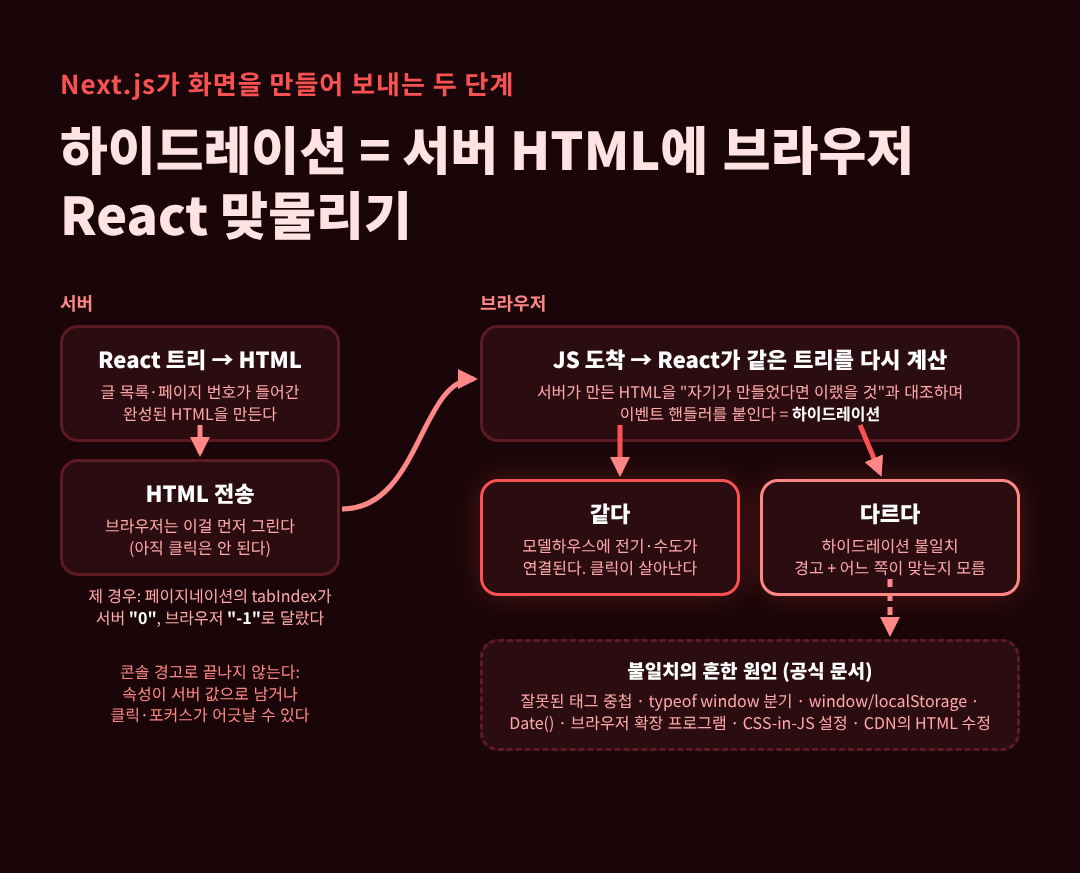 Next.js가 화면을 만들어 보내는 두 단계
하이드레이션 = 서버 HTML에 브라우저
React 맞물리기
서버
React 트리 → HTML
글 목록·페이지 번호가 들어간
완성된 HTML을 만든다
HTML 전송
브라우저는 이걸 먼저 그린다
(아직 클릭은 안 된다)
제 경우: 페이지네이션의 tabIndex가
서버 "0", 브라우저 "-1"로 달랐다
콘솔 경고로 끝나지 않는다:
속성이 서버 값으로 남거나
클릭·포커스가 어긋날 수 있다
브라우저
JS 도착 → React가 같은 트리를 다시 계산
서버가 만든 HTML을 "자기가 만들었다면 이랬을 것"과 대조하며
이벤트 핸들러를 붙인다 = 하이드레이션
같다
모델하우스에 전기·수도가
연결된다. 클릭이 살아난다
다르다
하이드레이션 불일치
경고 + 어느 쪽이 맞는지 모름
불일치의 흔한 원인 (공식 문서)
잘못된 태그 중첩 · typeof window 분기 · window/localStorage ·
Date() · 브라우저 확장 프로그램 · CSS-in-JS 설정 · CDN의 HTML 수정